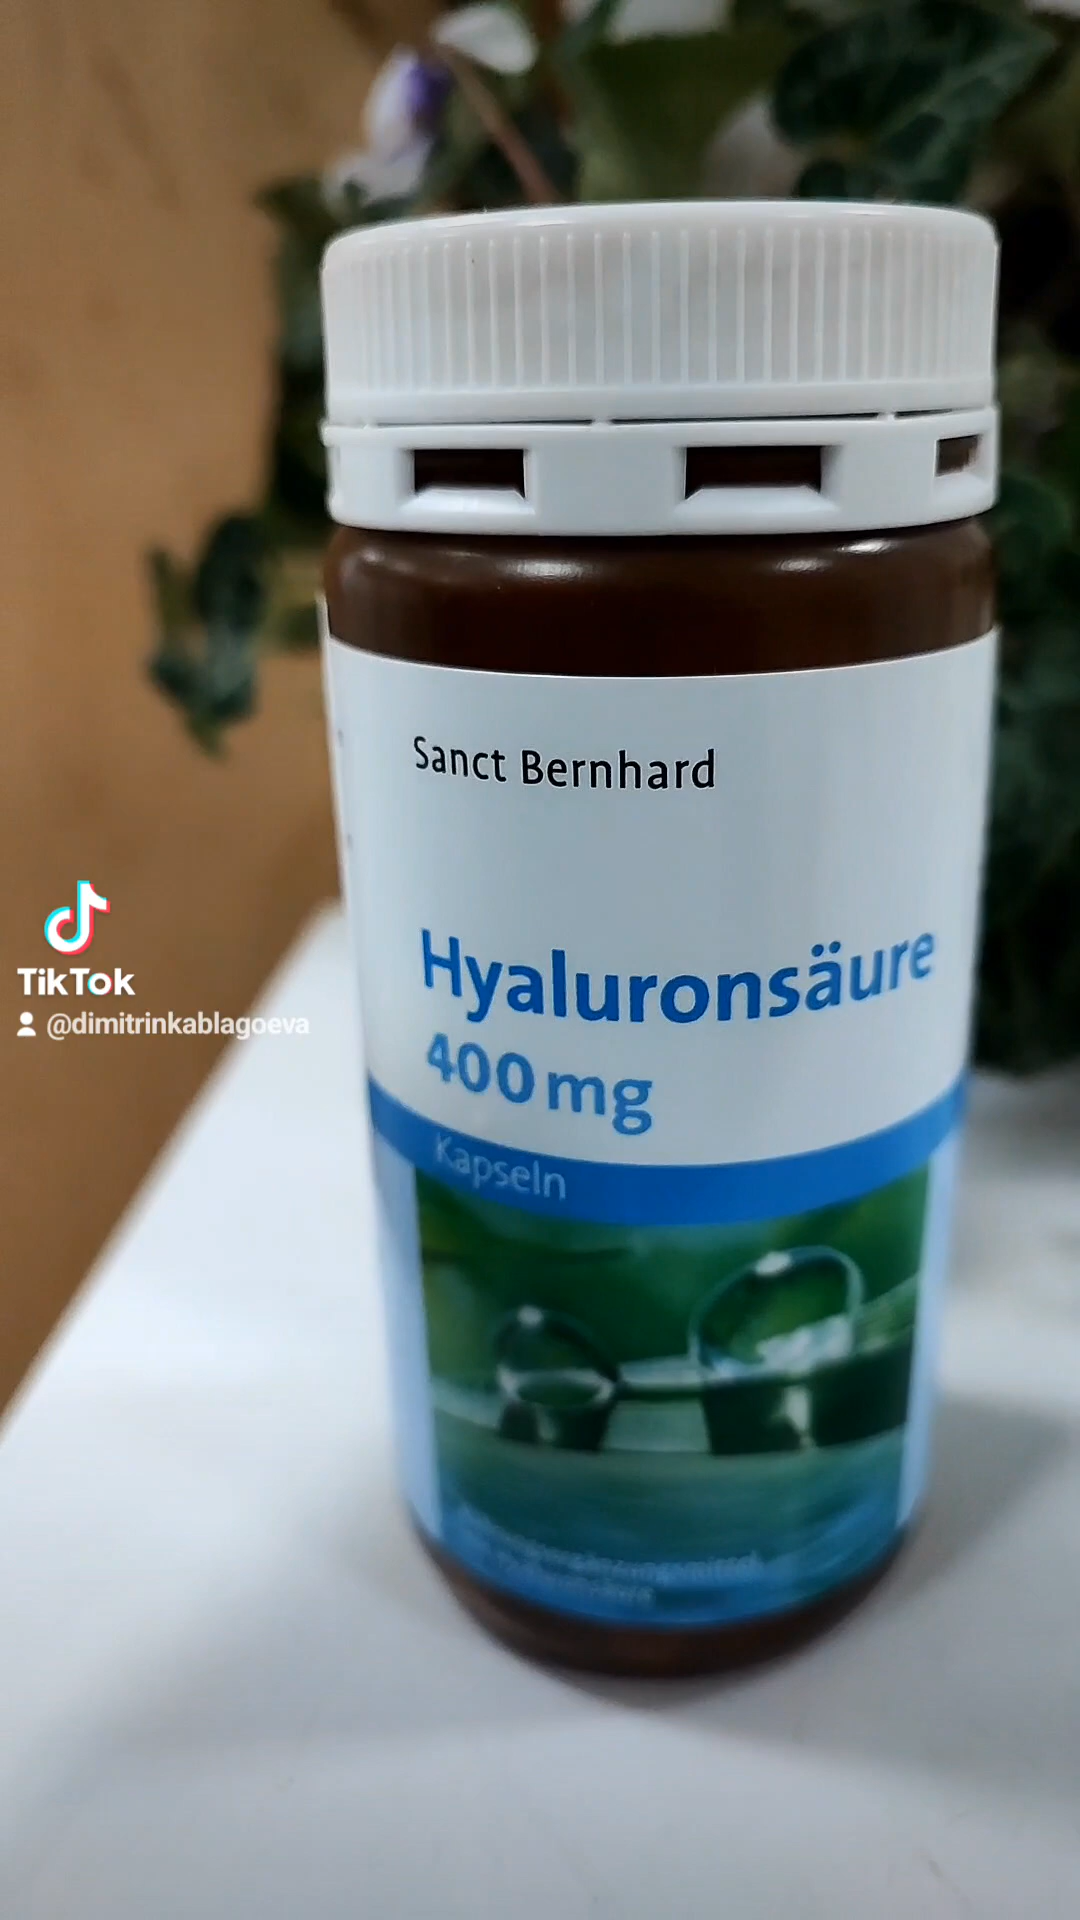 Sanct Bernhard
Hyaluronsäure
400 mg
Kapseln
TikTok
@dimitrinkablagoeva